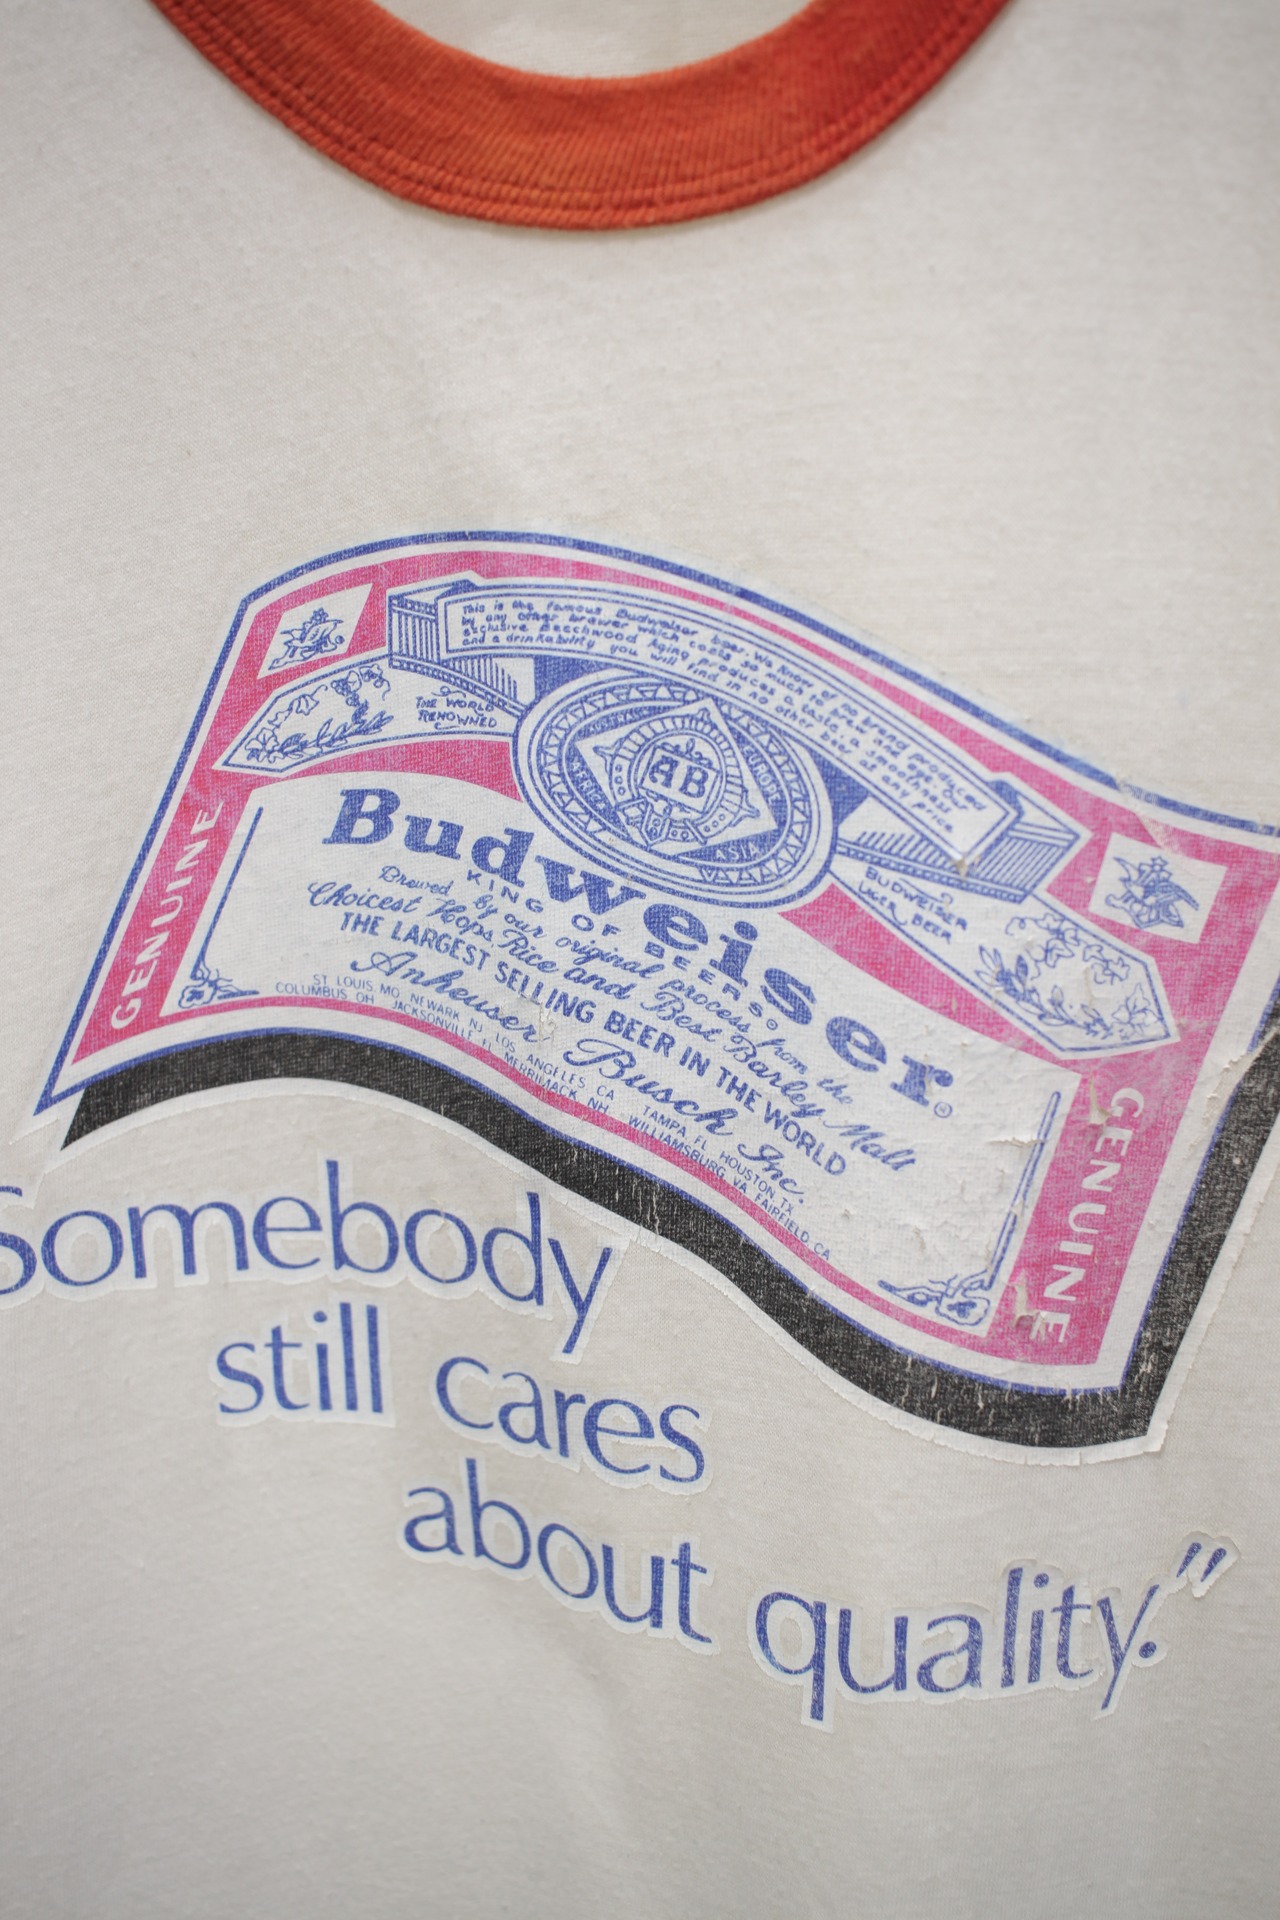 This is the famous Budweiser beer. We know of no brand produced
by any other brewer which costs so much to brew and age. Our
exclusive Beechwood Aging produces a taste, a smoothness
and a drinkability you will find in no other beer at any price
THE WORLD
RENOWNED
EUROPE
ASIA
AB
BUDWEISER
LAGER BEER
GENUINE
Budweiser®
KING OF BEERS®
Brewed by our original process from the
Choicest Hops, Rice and Best Barley Malt
THE LARGEST SELLING BEER IN THE WORLD
Anheuser Busch Inc.
ST LOUIS MO NEWARK NJ LOS ANGELES CA TAMPA FL HOUSTON TX
COLUMBUS OH JACKSONVILLE FL MERRIMACK NH WILLIAMSBURG VA FAIRFIELD CA
GENUINE
Somebody
still cares
about quality."